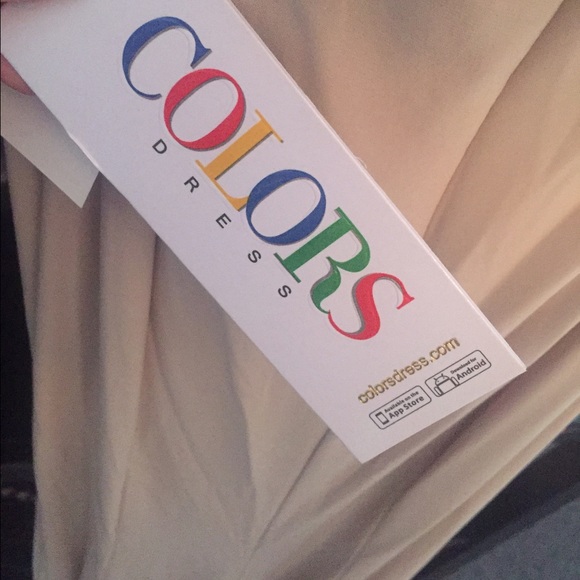 COLORS
DRESS
colorsdress.com
Available on the
App Store
Download for
Android